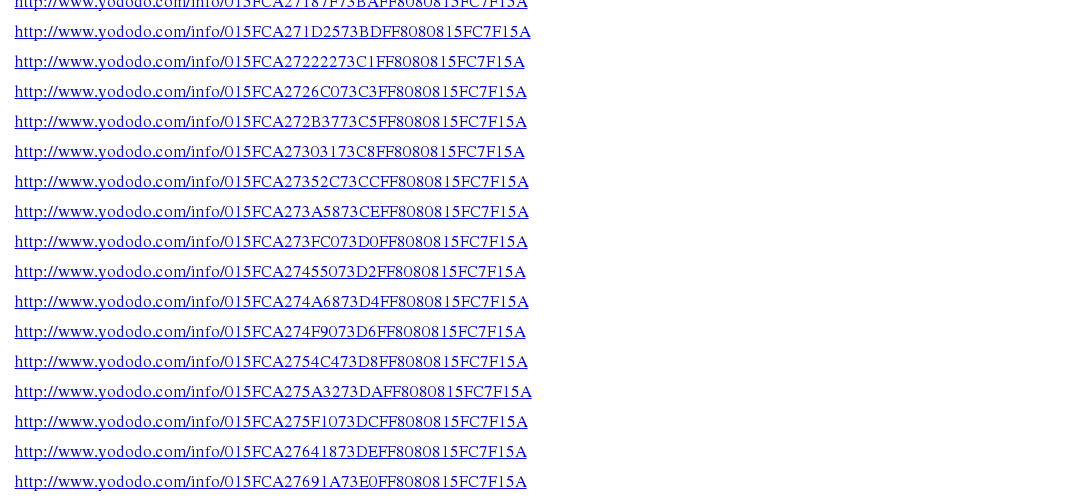 http://www.yododo.com/info/015FCA27187F73BAFF8080815FC7F15A
http://www.yododo.com/info/015FCA271D2573BDFF8080815FC7F15A
http://www.yododo.com/info/015FCA27222273C1FF8080815FC7F15A
http://www.yododo.com/info/015FCA2726C073C3FF8080815FC7F15A
http://www.yododo.com/info/015FCA272B3773C5FF8080815FC7F15A
http://www.yododo.com/info/015FCA27303173C8FF8080815FC7F15A
http://www.yododo.com/info/015FCA27352C73CCFF8080815FC7F15A
http://www.yododo.com/info/015FCA273A5873CEFF8080815FC7F15A
http://www.yododo.com/info/015FCA273FC073D0FF8080815FC7F15A
http://www.yododo.com/info/015FCA27455073D2FF8080815FC7F15A
http://www.yododo.com/info/015FCA274A6873D4FF8080815FC7F15A
http://www.yododo.com/info/015FCA274F9073D6FF8080815FC7F15A
http://www.yododo.com/info/015FCA2754C473D8FF8080815FC7F15A
http://www.yododo.com/info/015FCA275A3273DAFF8080815FC7F15A
http://www.yododo.com/info/015FCA275F1073DCFF8080815FC7F15A
http://www.yododo.com/info/015FCA27641873DEFF8080815FC7F15A
http://www.yododo.com/info/015FCA27691A73E0FF8080815FC7F15A